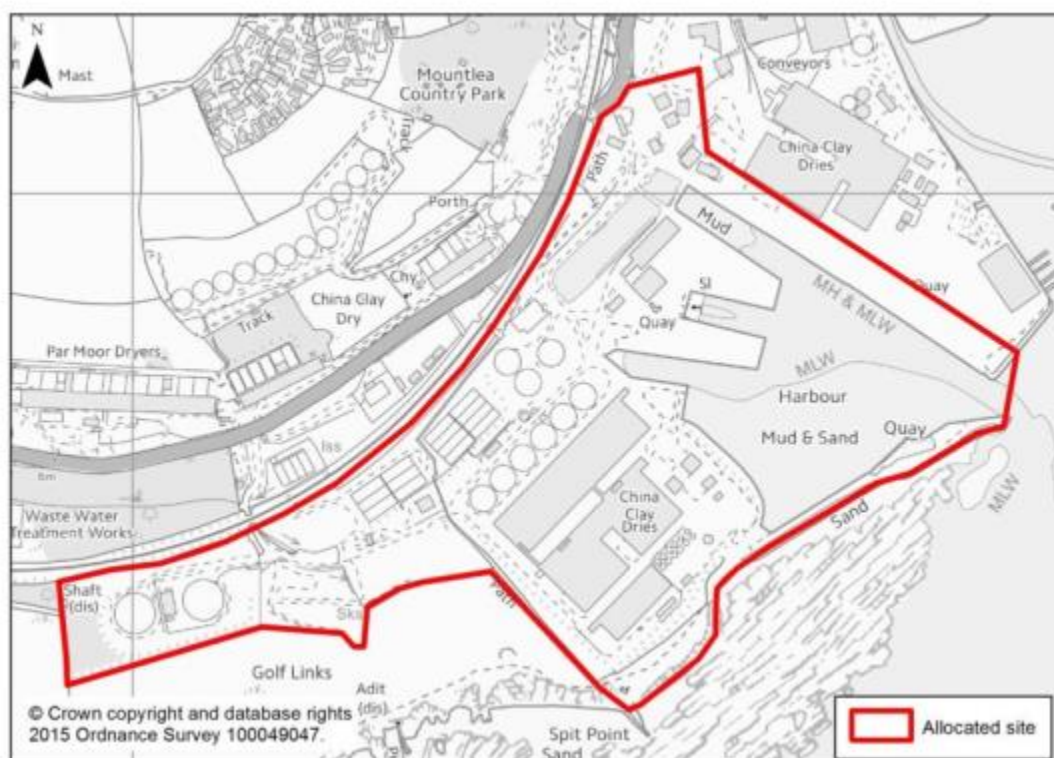 N
Mast
Mountlea
Country Park
Conveyors
Track
China Clay
Dries
Path
Porth
Mud
Chy
China Clay
Dry
Track
Sl
Quay
Quay
MH & MLW
Par Moor Dryers
MLW
Harbour
Quay
Mud & Sand
Iss
8m
China
Clay
Dries
Sand
MLW
Waste Water
Treatment Works
Shaft
(dis)
Path
Golf Links
Adit
(dis)
Spit Point
Sand
© Crown copyright and database rights
2015 Ordnance Survey 100049047.
Allocated site